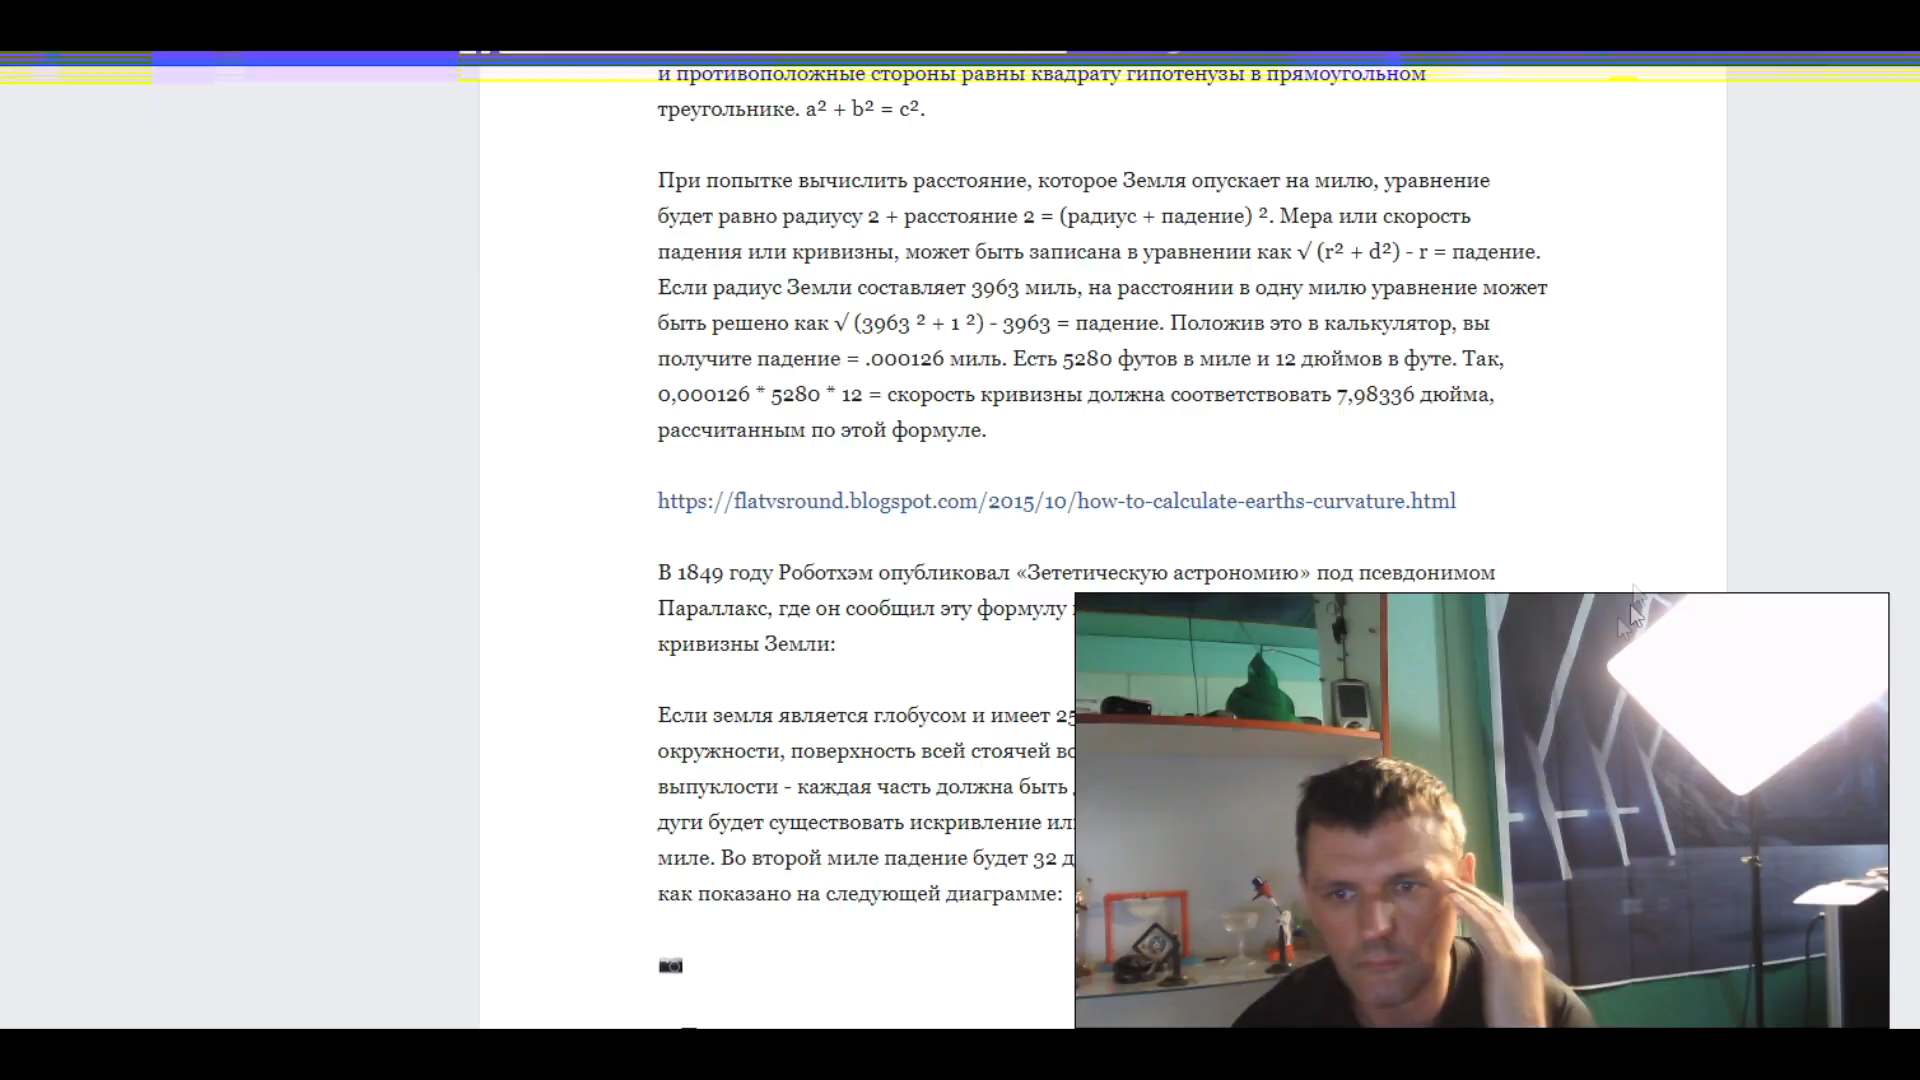 и противоположные стороны равны квадрату гипотенузы в прямоугольном
треугольнике. a² + b² = c².
При попытке вычислить расстояние, которое Земля опускает на милю, уравнение
будет равно радиусу 2 + расстояние 2 = (радиус + падение) ². Мера или скорость
падения или кривизны, может быть записана в уравнении как √ (r² + d²) - r = падение.
Если радиус Земли составляет 3963 миль, на расстоянии в одну милю уравнение может
быть решено как √ (3963 ² + 1 ²) - 3963 = падение. Положив это в калькулятор, вы
получите падение = .000126 миль. Есть 5280 футов в миле и 12 дюймов в футе. Так,
0,000126 * 5280 * 12 = скорость кривизны должна соответствовать 7,98336 дюйма,
рассчитанным по этой формуле.
https://flatvsround.blogspot.com/2015/10/how-to-calculate-earths-curvature.html
В 1849 году Роботхэм опубликовал «Зететическую астрономию» под псевдонимом
Параллакс, где он сообщил эту формулу
кривизны Земли:
Если земля является глобусом и имеет 25
окружности, поверхность всей стоячей
выпуклости - каждая часть должна быть
дуги будет существовать искривление
миле. Во второй миле падение будет 32
как показано на следующей диаграмме: